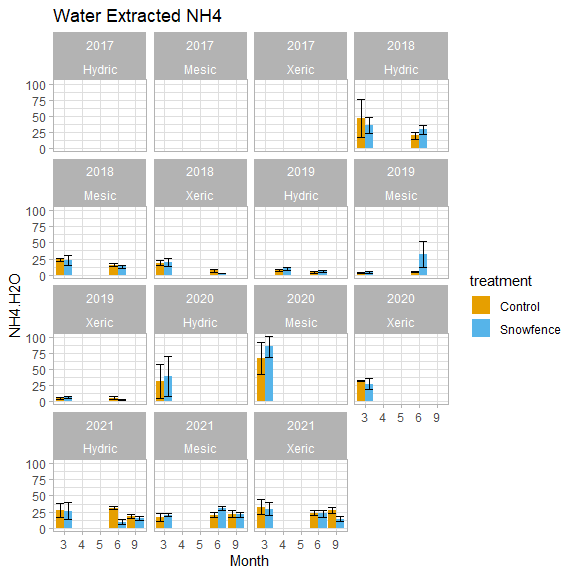 Water Extracted NH4
2017 2017 2017 2018
Hydric Mesic Xeric Hydric
100
75
50
25
0
2018 2018 2019 2019
Mesic Xeric Hydric Mesic
100
75
50
25
0
NH4.H2O
treatment
Control
Snowfence
2019 2020 2020 2020
Xeric Hydric Mesic Xeric
100
75
50
25
0
3 4 5 6 9
2021 2021 2021
Hydric Mesic Xeric
100
75
50
25
0
3 4 5 6 9 3 4 5 6 9 3 4 5 6 9
Month